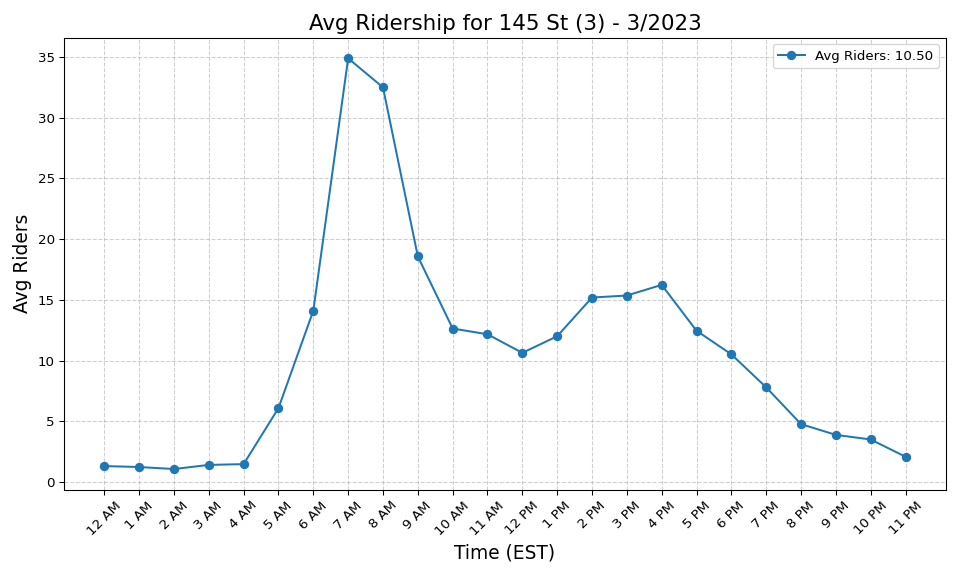 Avg Ridership for 145 St (3) - 3/2023
Avg Riders: 10.50
Avg Riders
35
30
25
20
15
10
5
0
12 AM
1 AM
2 AM
3 AM
4 AM
5 AM
6 AM
7 AM
8 AM
9 AM
10 AM
11 AM
12 PM
1 PM
2 PM
3 PM
4 PM
5 PM
6 PM
7 PM
8 PM
9 PM
10 PM
11 PM
Time (EST)